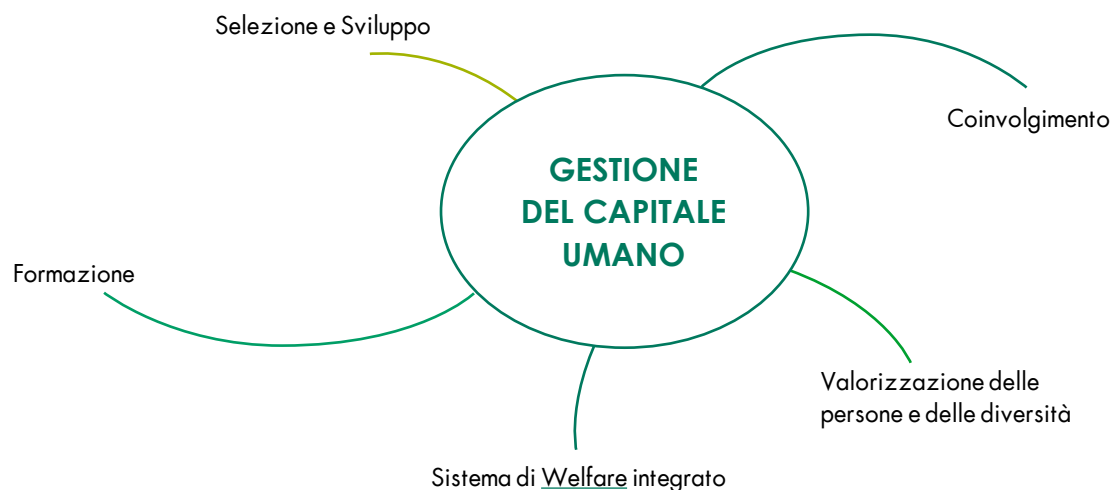 Selezione e Sviluppo
Coinvolgimento
GESTIONE
DEL CAPITALE
UMANO
Formazione
Valorizzazione delle
persone e delle diversità
Sistema di Welfare integrato